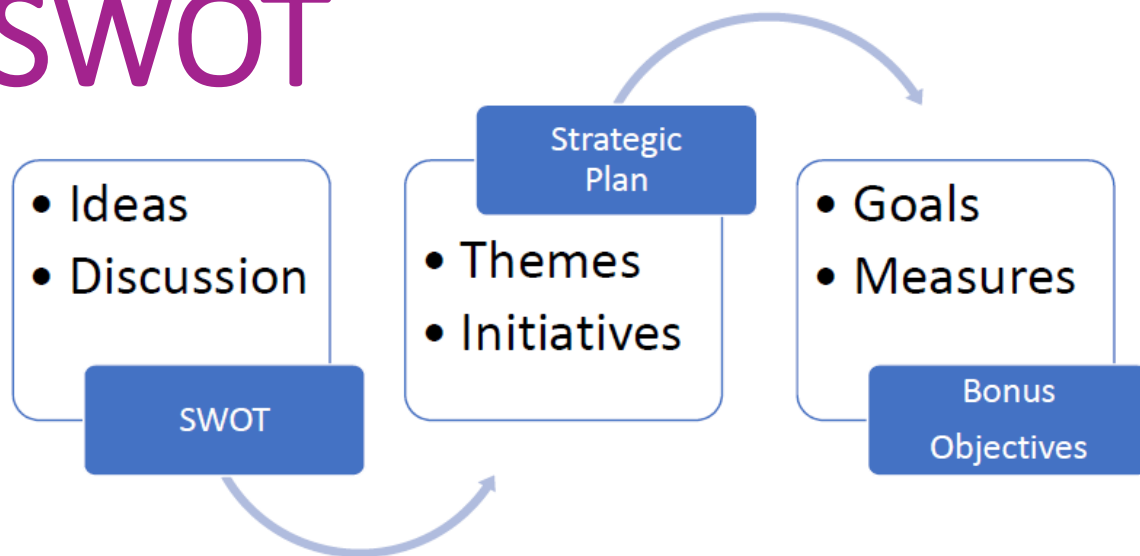 SWOT
• Ideas
• Discussion
SWOT
Strategic
Plan
• Themes
• Initiatives
• Goals
• Measures
Bonus
Objectives